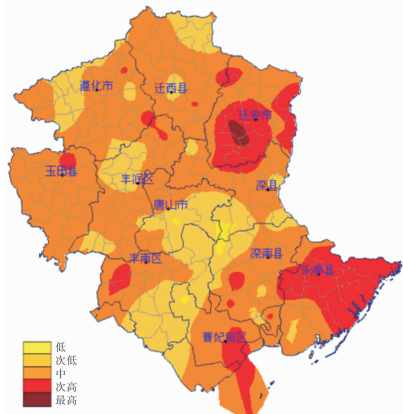 遵化市
迁西县
迁安市
玉田县
丰润区
滦县
唐山市
丰南区
滦南县
乐亭县
曹妃甸区
低
次低
中
次高
最高